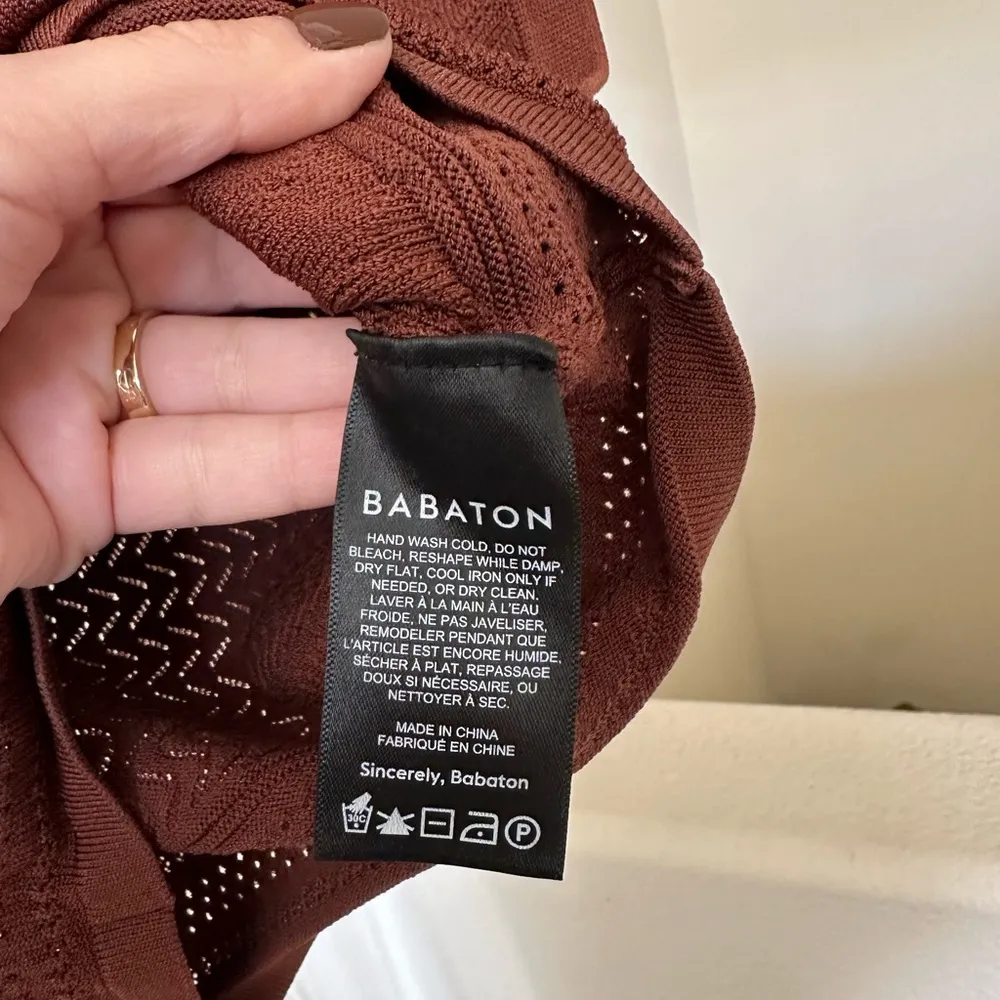 BABATON
HAND WASH COLD, DO NOT
BLEACH, RESHAPE WHILE DAMP,
DRY FLAT, COOL IRON ONLY IF
NEEDED, OR DRY CLEAN.
LAVER À LA MAIN À L'EAU
FROIDE, NE PAS JAVELISER,
REMODELER PENDANT QUE
L'ARTICLE EST ENCORE HUMIDE,
SÉCHER À PLAT, REPASSAGE
DOUX SI NÉCESSAIRE, OU
NETTOYER À SEC.
MADE IN CHINA
FABRIQUÉ EN CHINE
Sincerely, Babaton
30C P